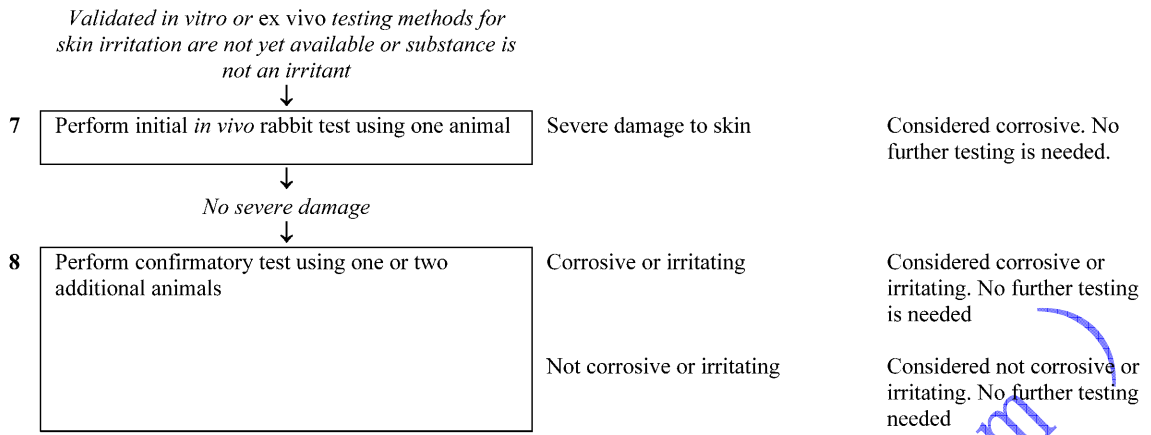 Validated in vitro or ex vivo testing methods for
skin irritation are not yet available or substance is
not an irritant
↓
7 Perform initial in vivo rabbit test using one animal Severe damage to skin Considered corrosive. No
further testing is needed.
↓
No severe damage
↓
8 Perform confirmatory test using one or two Corrosive or irritating Considered corrosive or
additional animals irritating. No further testing
is needed
Not corrosive or irritating Considered not corrosive or
irritating. No further testing
needed